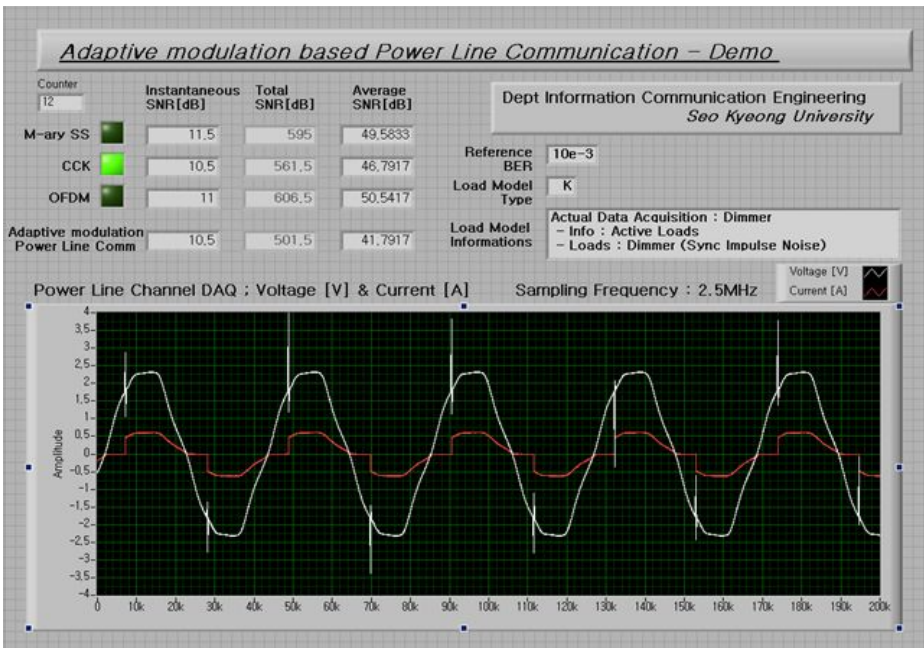 Adaptive modulation based Power Line Communication - Demo
Counter
12
Instantaneous SNR[dB] Total SNR[dB] Average SNR[dB]
Dept Information Communication Engineering
Seo Kyeong University
M-ary SS 11,5 595 49,5833
CCK 10,5 561,5 46,7917
OFDM 11 606,5 50,5417
Adaptive modulation
Power Line Comm 10,5 501,5 41,7917
Reference
BER 10e-3
Load Model
Type K
Load Model
Informations
Actual Data Acquisition : Dimmer
- Info : Active Loads
- Loads : Dimmer (Sync Impulse Noise)
Power Line Channel DAQ ; Voltage [V] & Current [A] Sampling Frequency : 2.5MHz
Voltage [V]
Current [A]
Amplitude
4
3,5
3
2,5
2
1,5
1
0,5
0
-0,5
-1
-1,5
-2
-2,5
-3
-3,5
-4
0 10k 20k 30k 40k 50k 60k 70k 80k 90k 100k 110k 120k 130k 140k 150k 160k 170k 180k 190k 200k